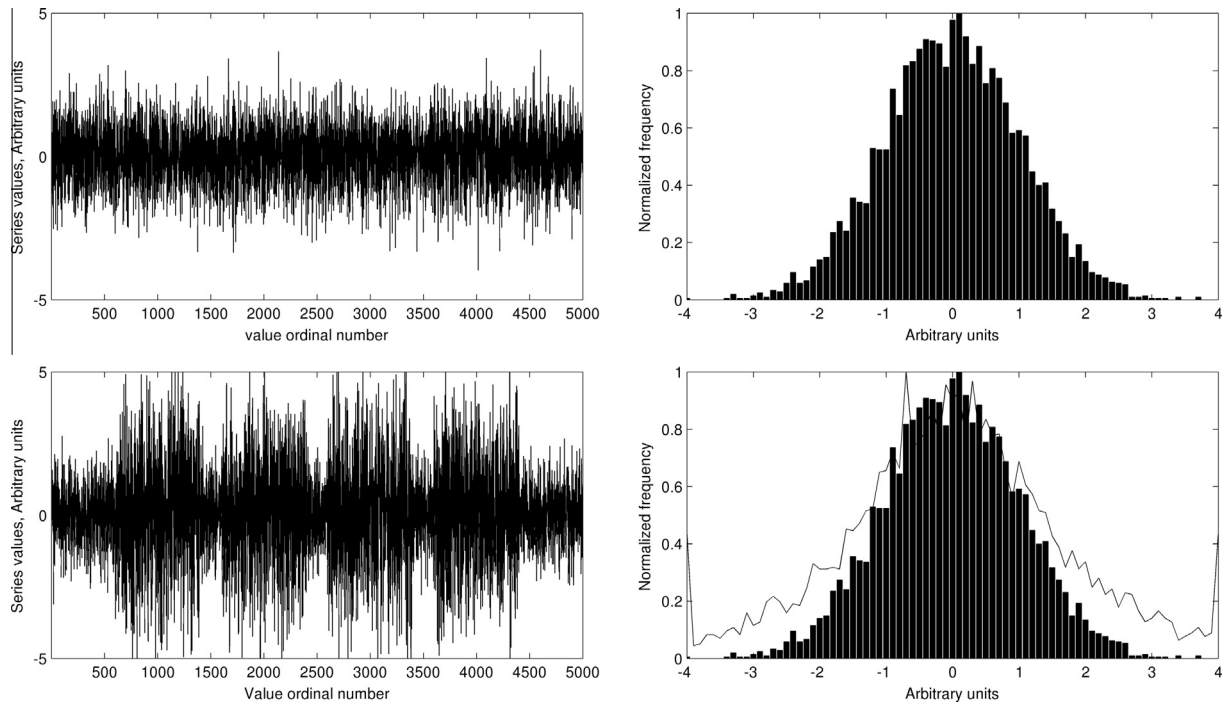 5
0
-5
Series values, Arbitrary units
500 1000 1500 2000 2500 3000 3500 4000 4500 5000
value ordinal number
1
0.8
0.6
0.4
0.2
0
Normalized frequency
-4 -3 -2 -1 0 1 2 3 4
Arbitrary units
5
0
-5
Series values, Arbitrary units
500 1000 1500 2000 2500 3000 3500 4000 4500 5000
Value ordinal number
1
0.8
0.6
0.4
0.2
0
Normalized frequency
-4 -3 -2 -1 0 1 2 3 4
Arbitrary units